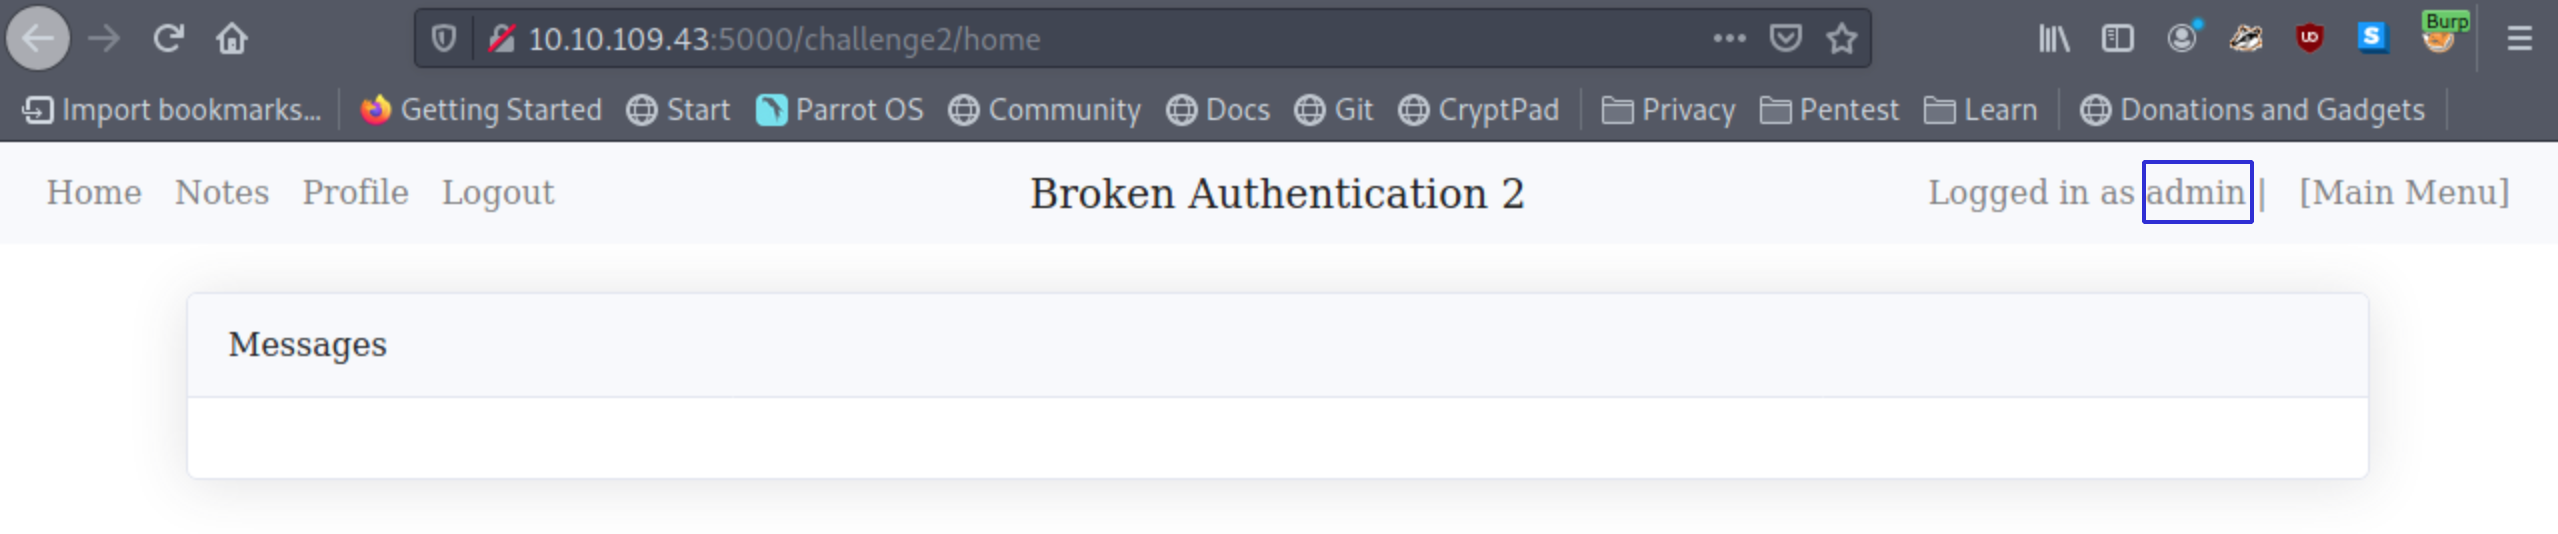 10.10.109.43:5000/challenge2/home
Burp
Import bookmarks... Getting Started Start Parrot OS Community Docs Git CryptPad Privacy Pentest Learn Donations and Gadgets
Home Notes Profile Logout Broken Authentication 2 Logged in as admin | [Main Menu]
Messages